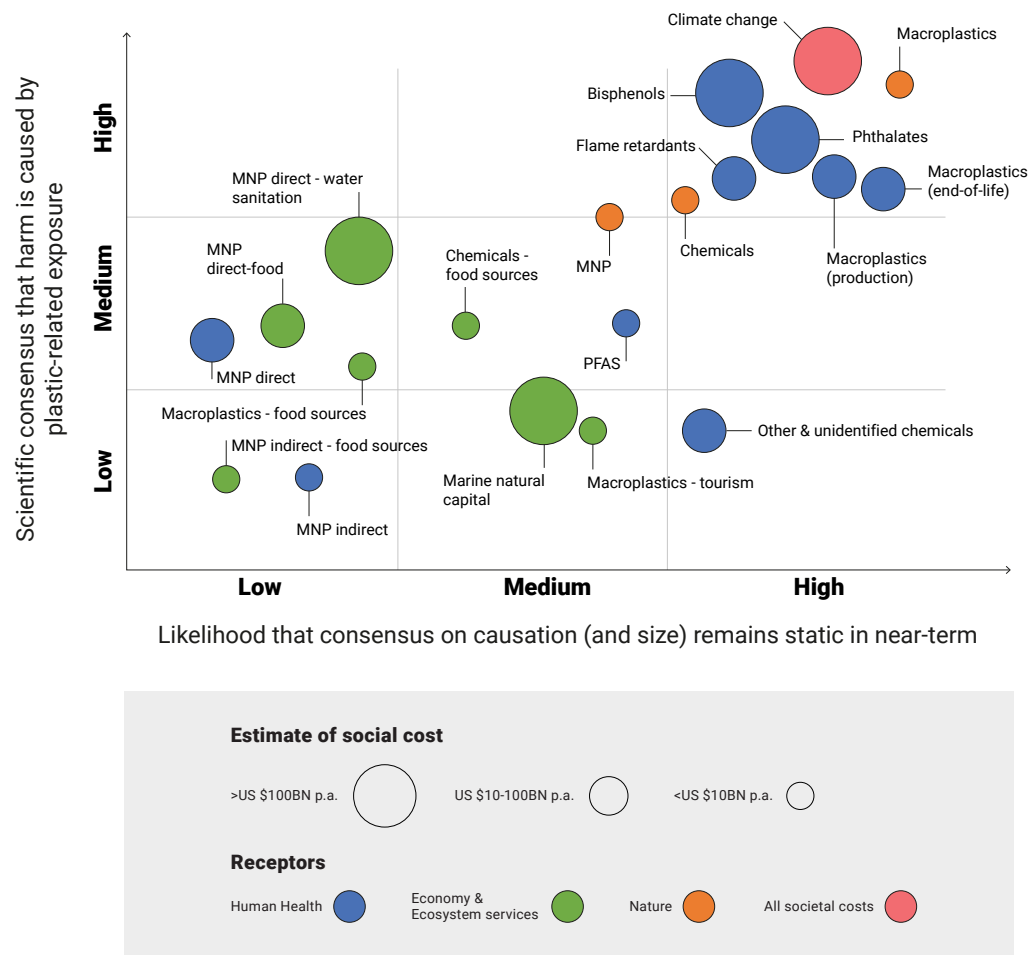 Climate change
Macroplastics
Bisphenols
Phthalates
Flame retardants
Macroplastics
(end-of-life)
MNP direct - water
sanitation
MNP
direct-food
Chemicals -
food sources
MNP
Chemicals
Macroplastics
(production)
PFAS
MNP direct
Macroplastics - food sources
MNP indirect - food sources
Other & unidentified chemicals
Marine natural
capital
Macroplastics - tourism
MNP indirect
Scientific consensus that harm is caused by
plastic-related exposure
High
Medium
Low
Low
Medium
High
Likelihood that consensus on causation (and size) remains static in near-term
Estimate of social cost
>US $100BN p.a.
US $10-100BN p.a.
<US $10BN p.a.
Receptors
Human Health
Economy &
Ecosystem services
Nature
All societal costs